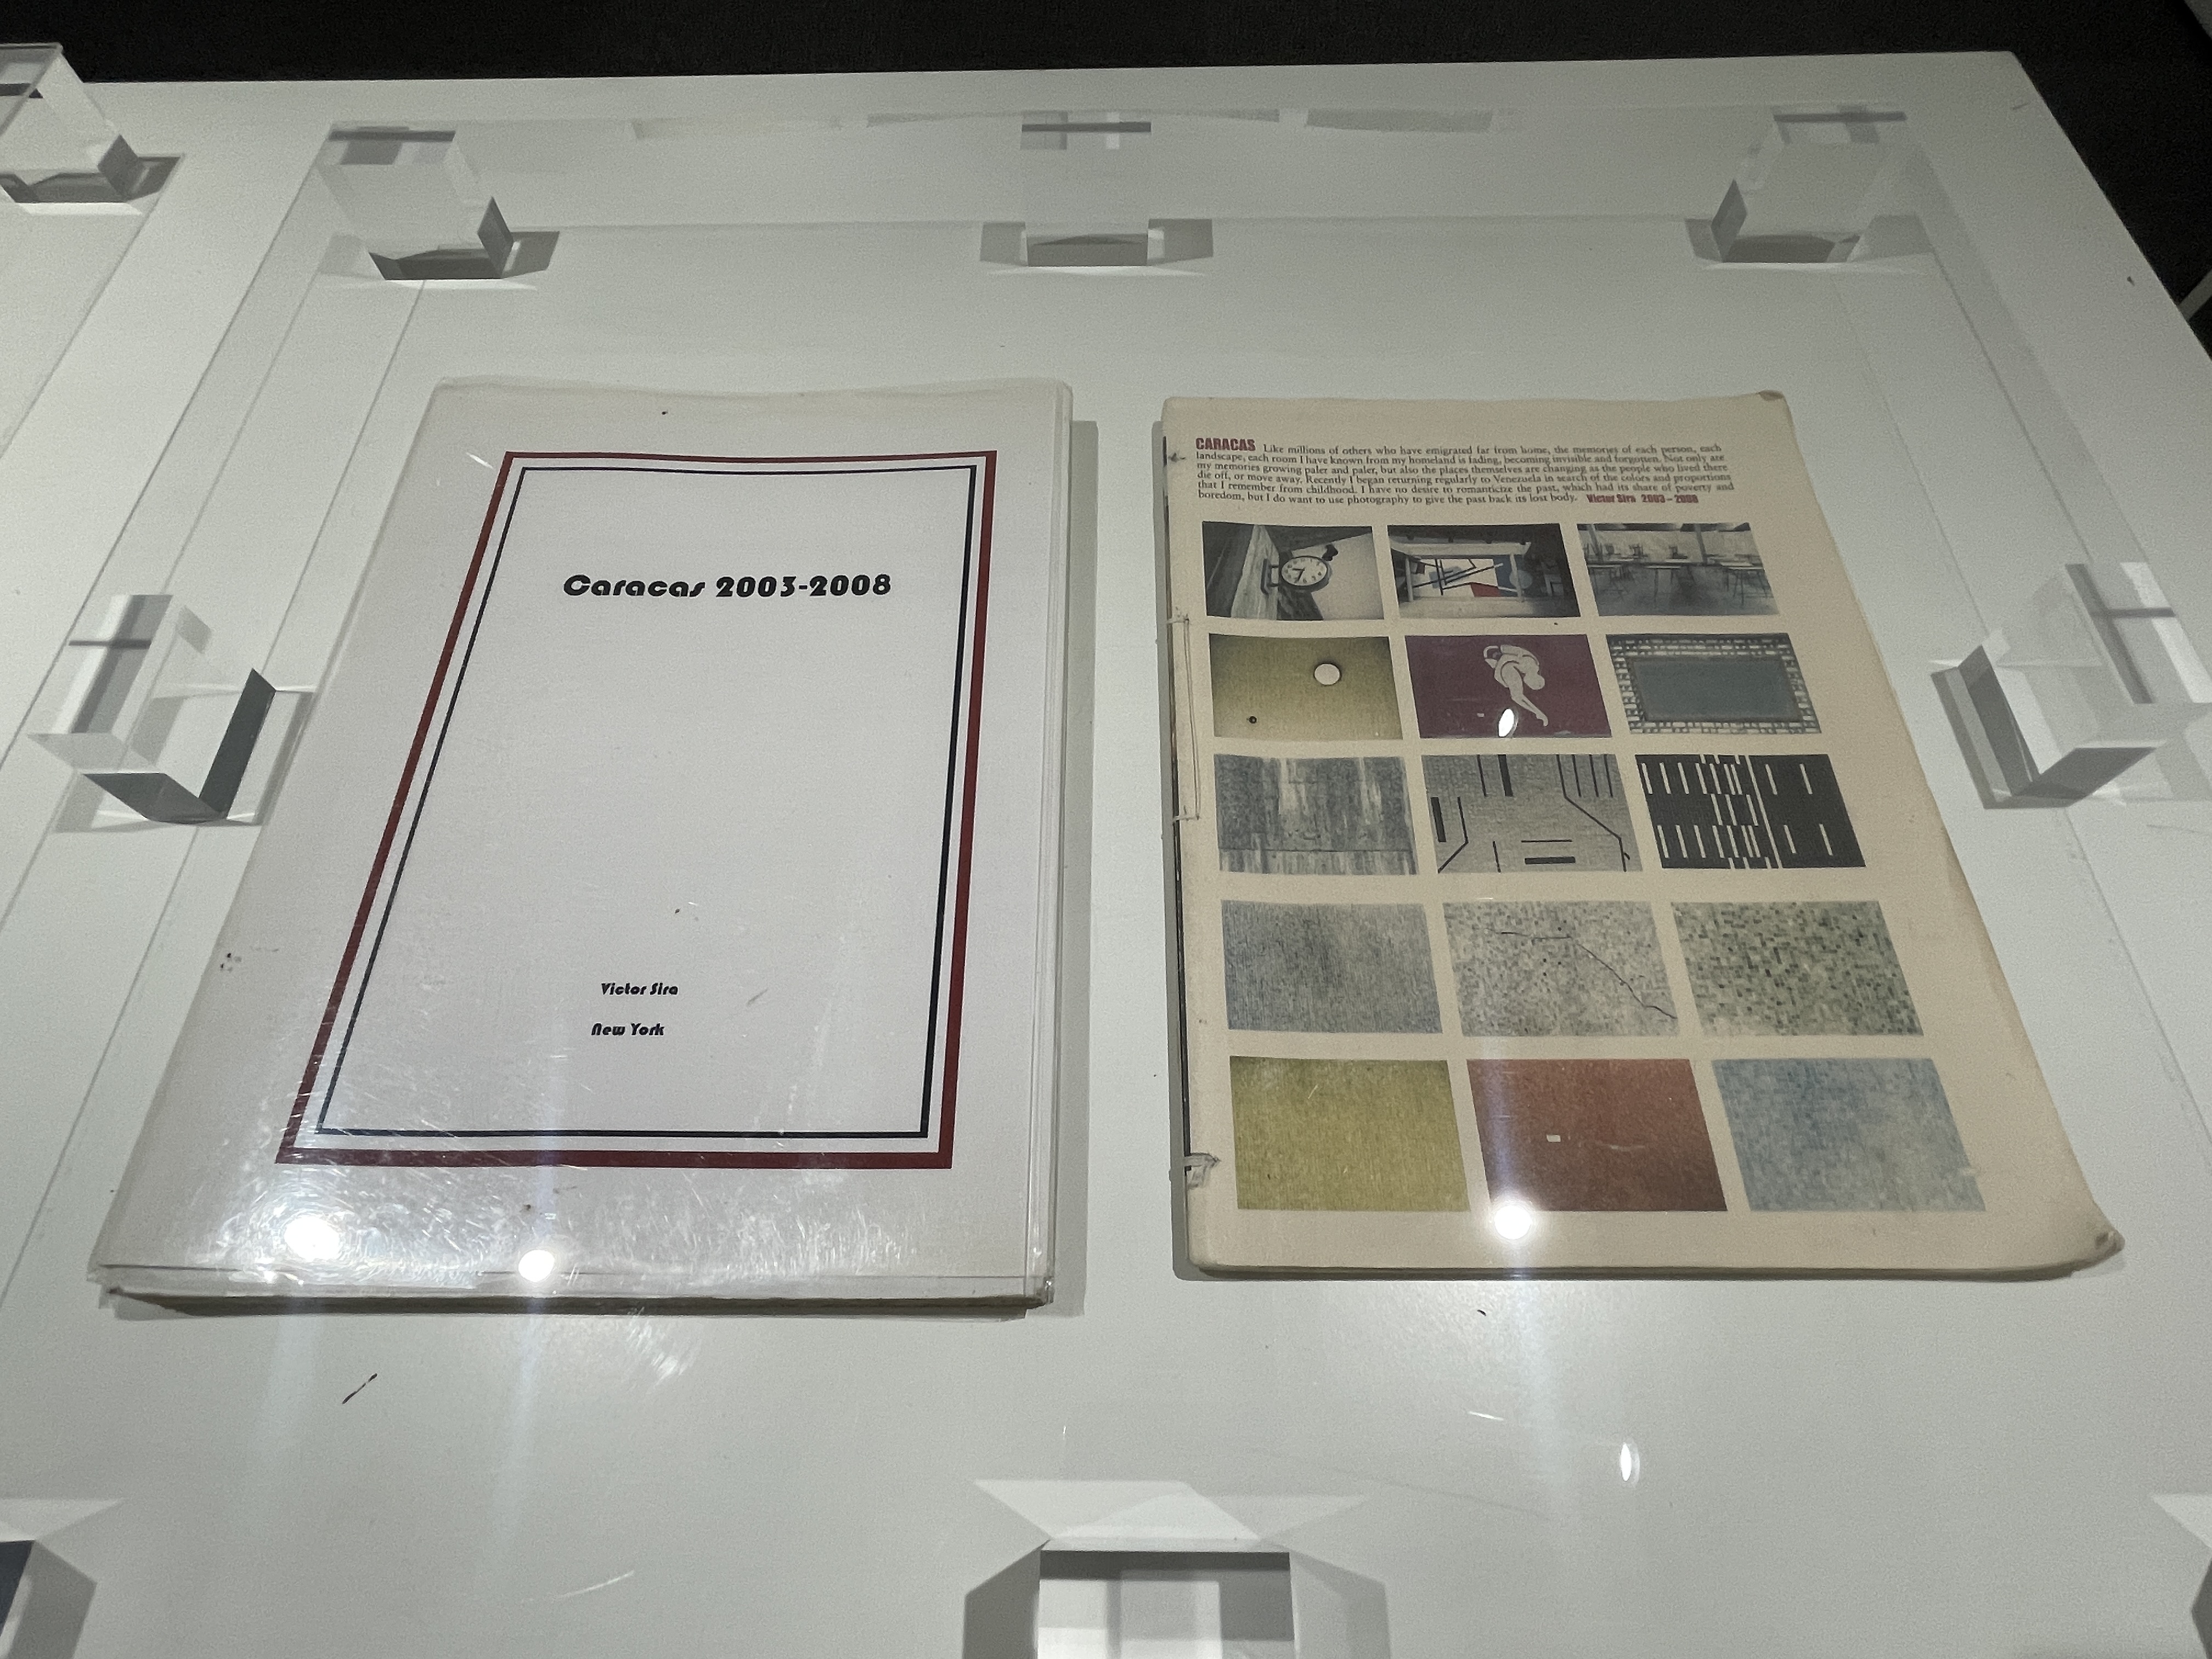 Caracas 2003-2008
Victor Sira
New York
CARACAS Like millions of others who have emigrated far from home, the memories of each person, each
landscape, each room I have known from my homeland is fading, becoming invisible and forgotten. Not only are
my memories growing paler and paler, but also the places themselves are changing as the people who lived there
die off, or move away. Recently I began returning regularly to Venezuela in search of the colors and proportions
that I remember from childhood. I have no desire to romanticize the past, which had its share of poverty and
boredom, but I do want to use photography to give the past back its lost body. Victor Sira 2003-2008